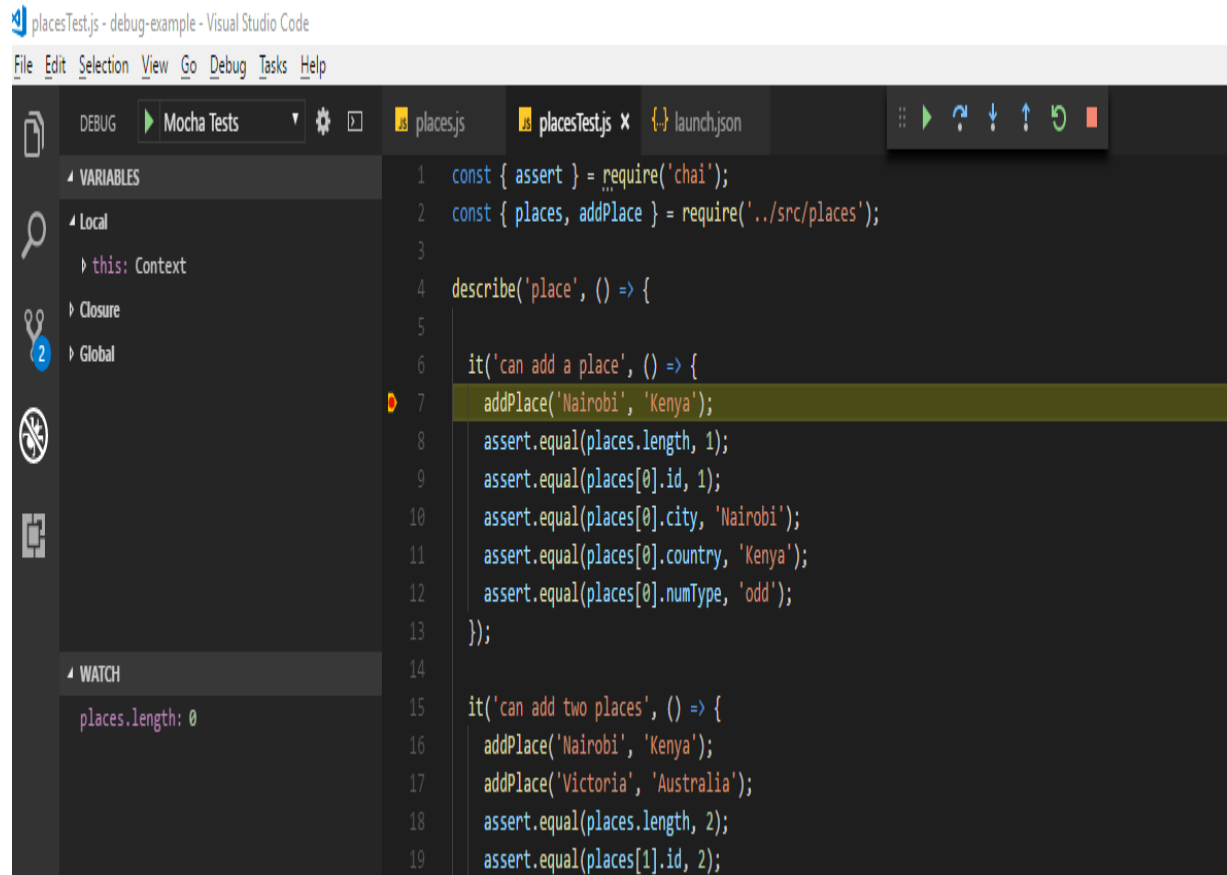 placesTest.js - debug-example - Visual Studio Code
File Edit Selection View Go Debug Tasks Help
DEBUG Mocha Tests
VARIABLES
Local
this: Context
Closure
Global
2
WATCH
places.length: 0
places.js placesTest.js × {..} launch.json
1 const { assert } = require('chai');
2 const { places, addPlace } = require('../src/places');
3
4 describe('place', () => {
5
6 it('can add a place', () => {
7 addPlace('Nairobi', 'Kenya');
8 assert.equal(places.length, 1);
9 assert.equal(places[0].id, 1);
10 assert.equal(places[0].city, 'Nairobi');
11 assert.equal(places[0].country, 'Kenya');
12 assert.equal(places[0].numType, 'odd');
13 });
14
15 it('can add two places', () => {
16 addPlace('Nairobi', 'Kenya');
17 addPlace('Victoria', 'Australia');
18 assert.equal(places.length, 2);
19 assert.equal(places[1].id, 2);